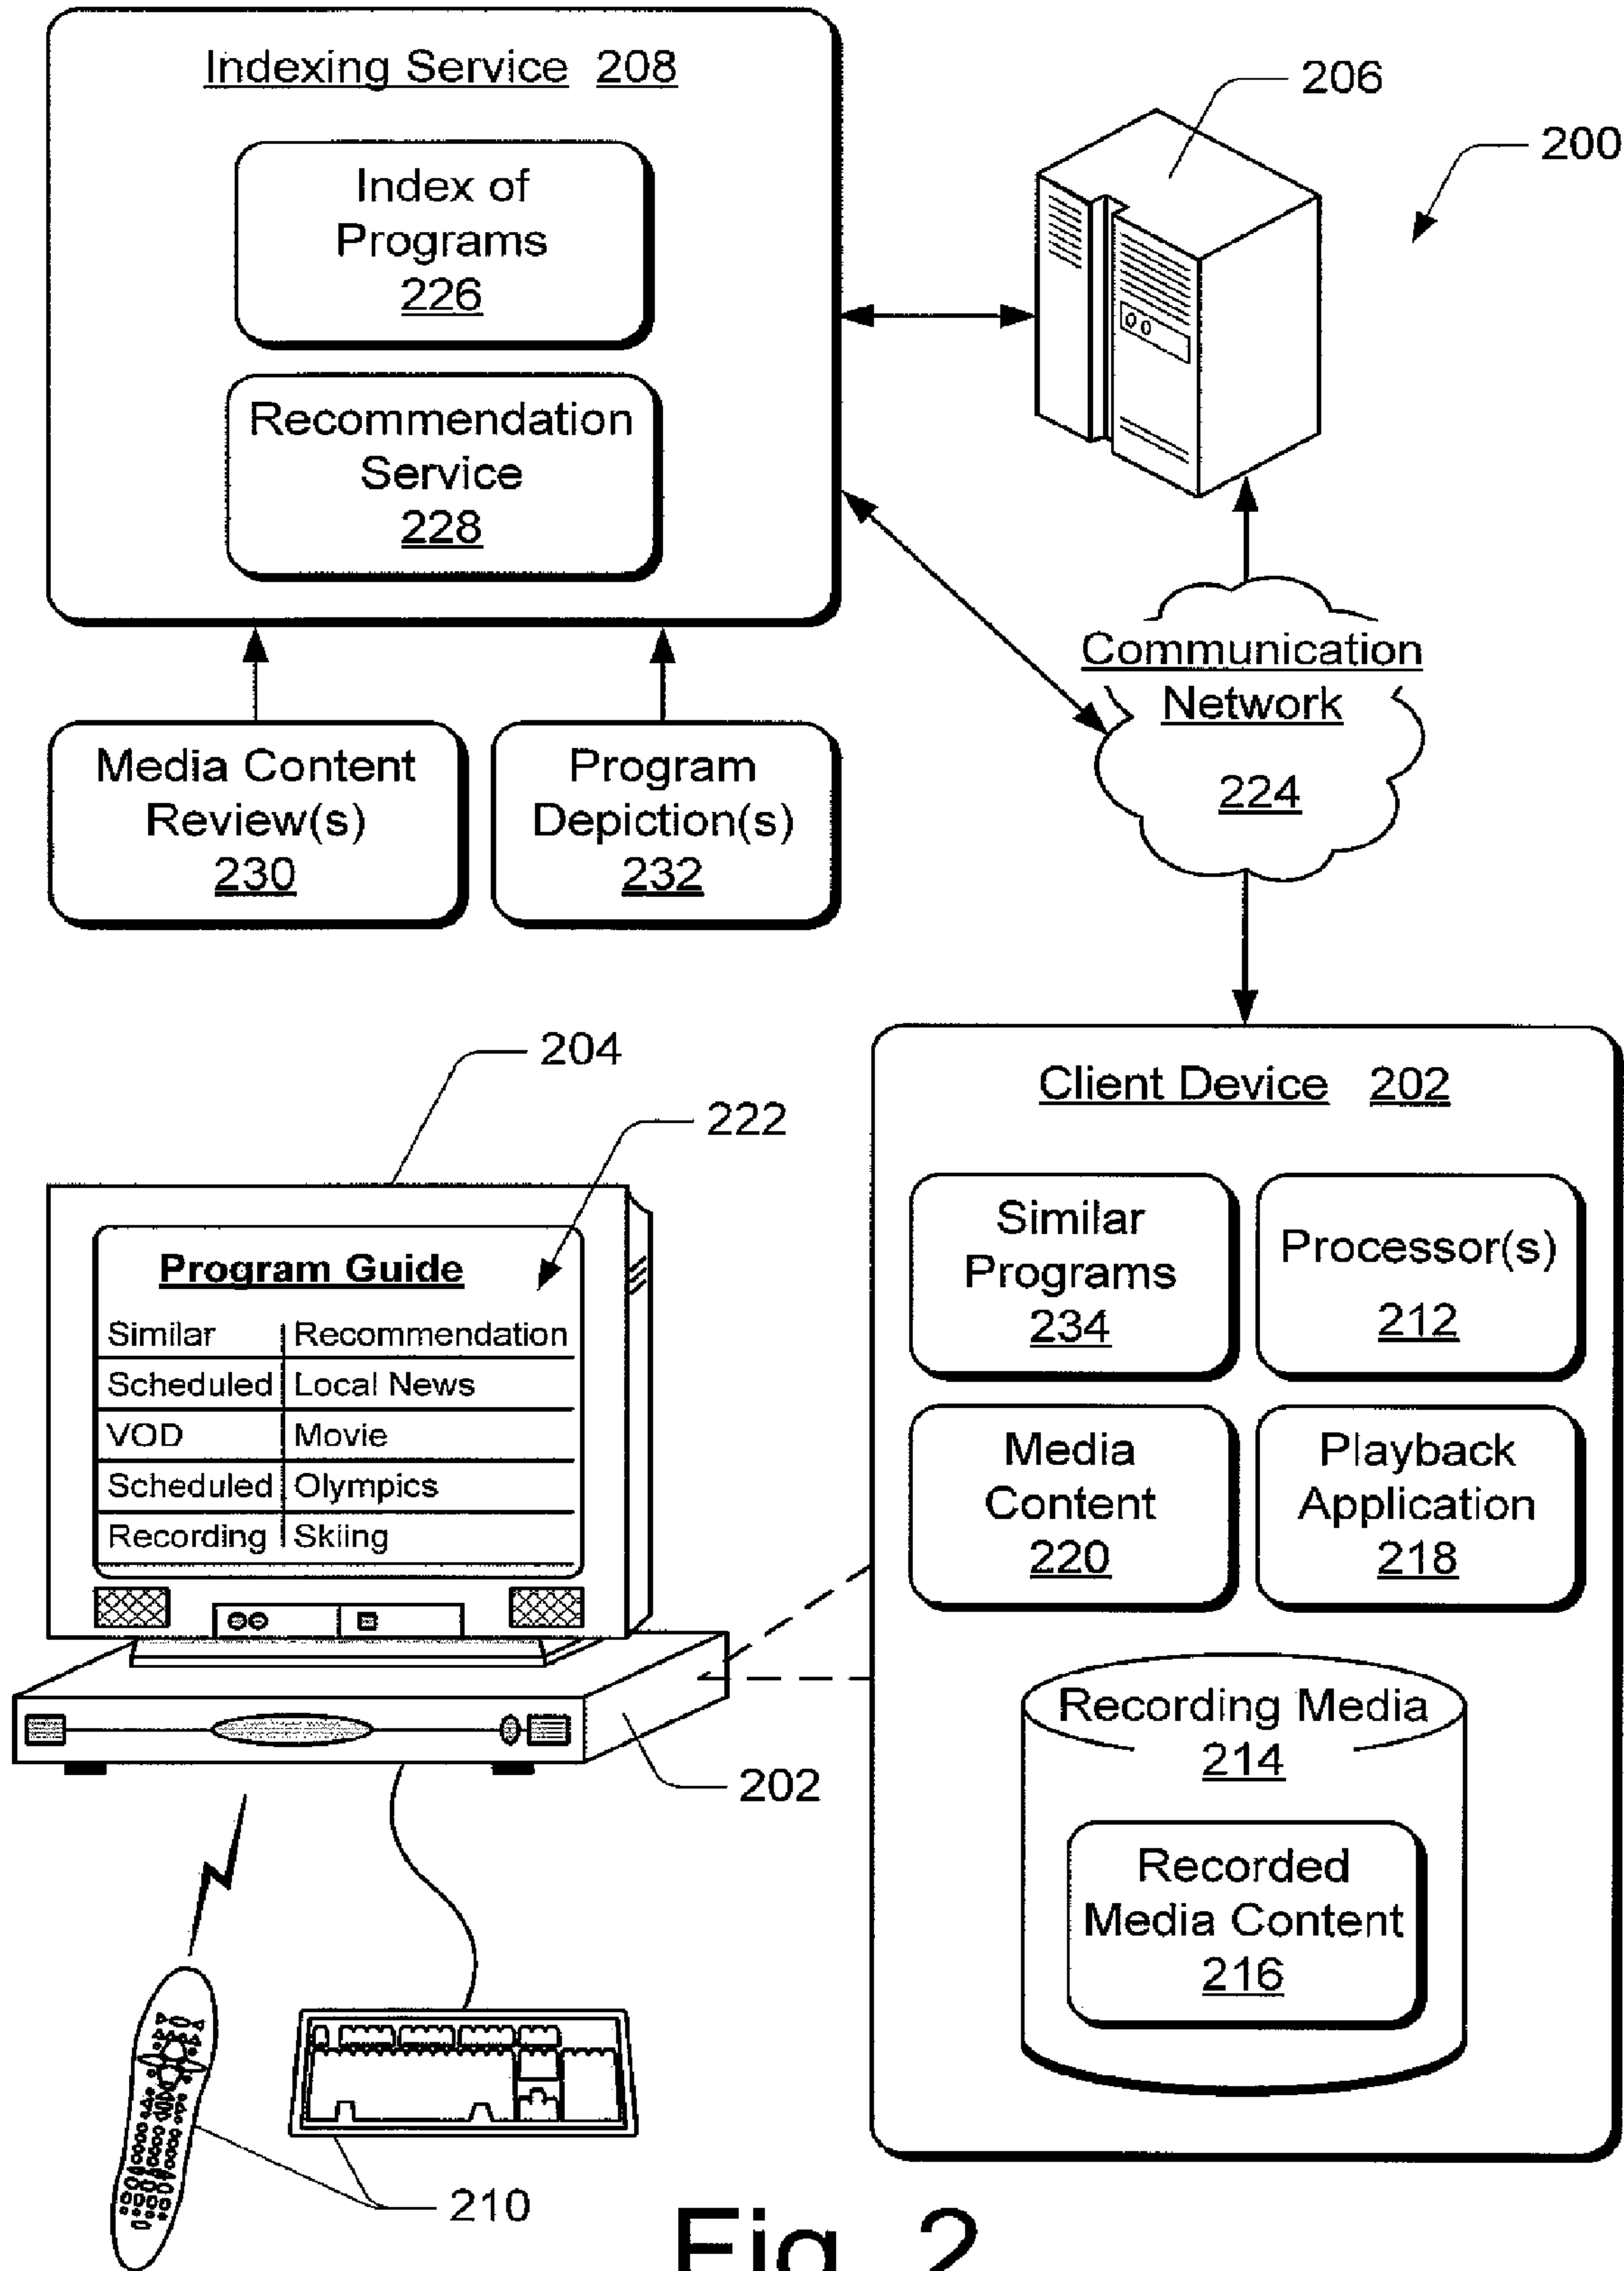 Indexing Service 208
Index of
Programs
226
Recommendation
Service
228
206
200
Communication
Network
224
Media Content
Review(s)
230
Program
Depiction(s)
232
204
222
Program Guide
Similar Recommendation
Scheduled Local News
VOD Movie
Scheduled Olympics
Recording Skiing
202
210
Client Device 202
Similar
Programs
234
Processor(s)
212
Media
Content
220
Playback
Application
218
Recording Media
214
Recorded
Media Content
216
Fig. 2